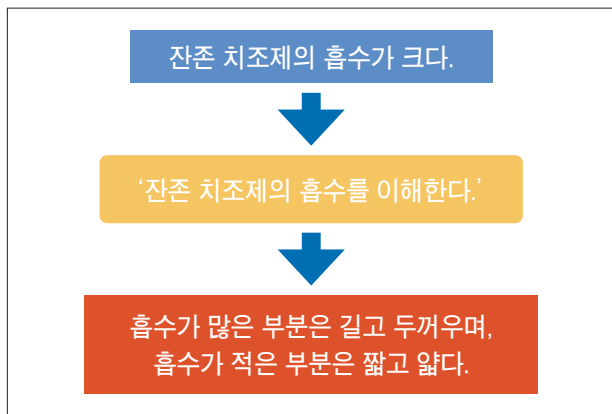 잔존 치조제의 흡수가 크다.
‘잔존 치조제의 흡수를 이해한다.’
흡수가 많은 부분은 길고 두꺼우며,
흡수가 적은 부분은 짧고 얇다.